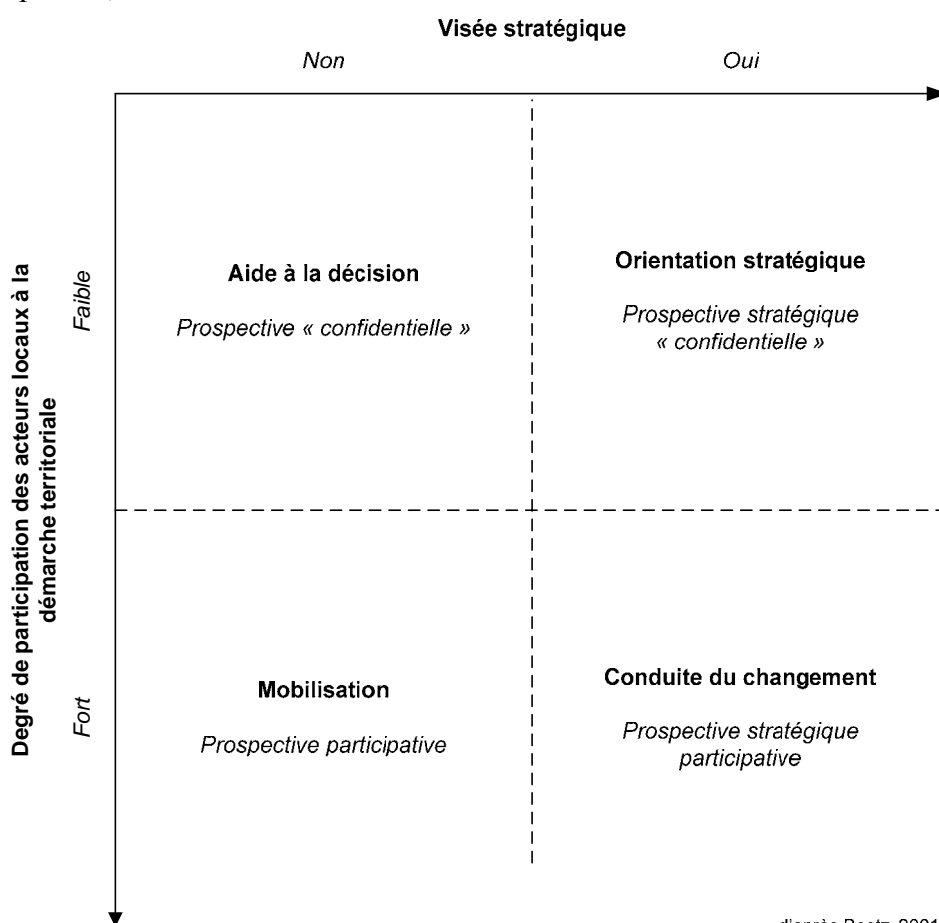 Visée stratégique
Non
Oui
Degré de participation des acteurs locaux à la
démarche territoriale
Faible
Fort
Aide à la décision
Prospective « confidentielle »
Orientation stratégique
Prospective stratégique
« confidentielle »
Mobilisation
Prospective participative
Conduite du changement
Prospective stratégique
participative